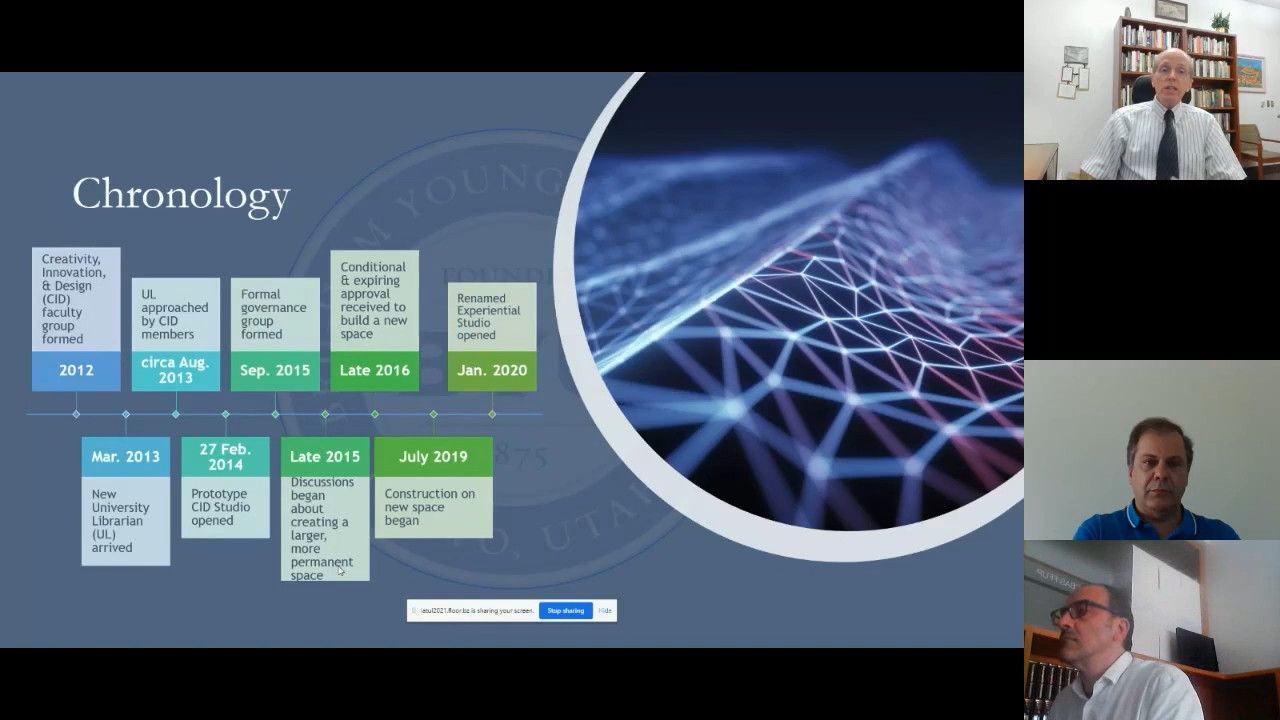 Chronology
Creativity,
Innovation,
& Design
(CID)
faculty
group
formed
2012
UL
approached
by CID
members
circa Aug.
2013
Formal
governance
group
formed
Sep. 2015
Conditional
& expiring
approval
received to
build a new
space
Late 2016
Renamed
Experiential
Studio
opened
Jan. 2020
Mar. 2013
New
University
Librarian
(UL)
arrived
27 Feb.
2014
Prototype
CID Studio
opened
Late 2015
Discussions
began
about
creating a
larger,
more
permanent
space
July 2019
Construction on
new space
began
iatul2021.floor.bz is sharing your screen.
Stop sharing
Hide